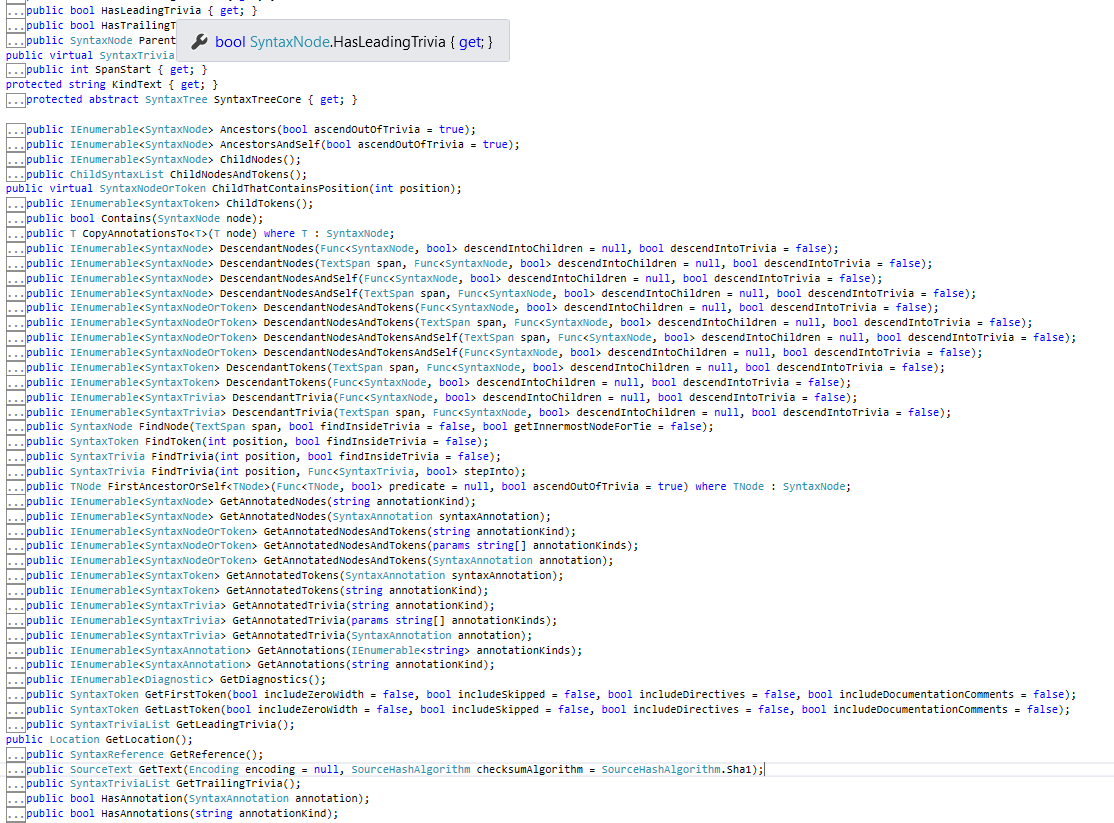 ...public bool HasLeadingTrivia { get; }
...public bool HasTrailingT
...public SyntaxNode Parent
bool SyntaxNode.HasLeadingTrivia { get; }
public virtual SyntaxTrivia
...public int SpanStart { get; }
protected string KindText { get; }
...protected abstract SyntaxTree SyntaxTreeCore { get; }
...public IEnumerable<SyntaxNode> Ancestors(bool ascendOutOfTrivia = true);
...public IEnumerable<SyntaxNode> AncestorsAndSelf(bool ascendOutOfTrivia = true);
...public IEnumerable<SyntaxNode> ChildNodes();
...public ChildSyntaxList ChildNodesAndTokens();
public virtual SyntaxNodeOrToken ChildThatContainsPosition(int position);
...public IEnumerable<SyntaxToken> ChildTokens();
...public bool Contains(SyntaxNode node);
...public T CopyAnnotationsTo<T>(T node) where T : SyntaxNode;
...public IEnumerable<SyntaxNode> DescendantNodes(Func<SyntaxNode, bool> descendIntoChildren = null, bool descendIntoTrivia = false);
...public IEnumerable<SyntaxNode> DescendantNodes(TextSpan span, Func<SyntaxNode, bool> descendIntoChildren = null, bool descendIntoTrivia = false);
...public IEnumerable<SyntaxNode> DescendantNodesAndSelf(Func<SyntaxNode, bool> descendIntoChildren = null, bool descendIntoTrivia = false);
...public IEnumerable<SyntaxNode> DescendantNodesAndSelf(TextSpan span, Func<SyntaxNode, bool> descendIntoChildren = null, bool descendIntoTrivia = false);
...public IEnumerable<SyntaxNodeOrToken> DescendantNodesAndTokens(Func<SyntaxNode, bool> descendIntoChildren = null, bool descendIntoTrivia = false);
...public IEnumerable<SyntaxNodeOrToken> DescendantNodesAndTokens(TextSpan span, Func<SyntaxNode, bool> descendIntoChildren = null, bool descendIntoTrivia = false);
...public IEnumerable<SyntaxNodeOrToken> DescendantNodesAndTokensAndSelf(TextSpan span, Func<SyntaxNode, bool> descendIntoChildren = null, bool descendIntoTrivia = false);
...public IEnumerable<SyntaxNodeOrToken> DescendantNodesAndTokensAndSelf(Func<SyntaxNode, bool> descendIntoChildren = null, bool descendIntoTrivia = false);
...public IEnumerable<SyntaxToken> DescendantTokens(TextSpan span, Func<SyntaxNode, bool> descendIntoChildren = null, bool descendIntoTrivia = false);
...public IEnumerable<SyntaxToken> DescendantTokens(Func<SyntaxNode, bool> descendIntoChildren = null, bool descendIntoTrivia = false);
...public IEnumerable<SyntaxTrivia> DescendantTrivia(Func<SyntaxNode, bool> descendIntoChildren = null, bool descendIntoTrivia = false);
...public IEnumerable<SyntaxTrivia> DescendantTrivia(TextSpan span, Func<SyntaxNode, bool> descendIntoChildren = null, bool descendIntoTrivia = false);
...public SyntaxNode FindNode(TextSpan span, bool findInsideTrivia = false, bool getInnermostNodeForTie = false);
...public SyntaxToken FindToken(int position, bool findInsideTrivia = false);
...public SyntaxTrivia FindTrivia(int position, bool findInsideTrivia = false);
...public SyntaxTrivia FindTrivia(int position, Func<SyntaxTrivia, bool> stepInto);
...public TNode FirstAncestorOrSelf<TNode>(Func<TNode, bool> predicate = null, bool ascendOutOfTrivia = true) where TNode : SyntaxNode;
...public IEnumerable<SyntaxNode> GetAnnotatedNodes(string annotationKind);
...public IEnumerable<SyntaxNode> GetAnnotatedNodes(SyntaxAnnotation syntaxAnnotation);
...public IEnumerable<SyntaxNodeOrToken> GetAnnotatedNodesAndTokens(string annotationKind);
...public IEnumerable<SyntaxNodeOrToken> GetAnnotatedNodesAndTokens(params string[] annotationKinds);
...public IEnumerable<SyntaxNodeOrToken> GetAnnotatedNodesAndTokens(SyntaxAnnotation annotation);
...public IEnumerable<SyntaxToken> GetAnnotatedTokens(SyntaxAnnotation syntaxAnnotation);
...public IEnumerable<SyntaxToken> GetAnnotatedTokens(string annotationKind);
...public IEnumerable<SyntaxTrivia> GetAnnotatedTrivia(string annotationKind);
...public IEnumerable<SyntaxTrivia> GetAnnotatedTrivia(params string[] annotationKinds);
...public IEnumerable<SyntaxTrivia> GetAnnotatedTrivia(SyntaxAnnotation annotation);
...public IEnumerable<SyntaxAnnotation> GetAnnotations(IEnumerable<string> annotationKinds);
...public IEnumerable<SyntaxAnnotation> GetAnnotations(string annotationKind);
...public IEnumerable<Diagnostic> GetDiagnostics();
...public SyntaxToken GetFirstToken(bool includeZeroWidth = false, bool includeSkipped = false, bool includeDirectives = false, bool includeDocumentationComments = false);
...public SyntaxToken GetLastToken(bool includeZeroWidth = false, bool includeSkipped = false, bool includeDirectives = false, bool includeDocumentationComments = false);
...public SyntaxTriviaList GetLeadingTrivia();
public Location GetLocation();
...public SyntaxReference GetReference();
...public SourceText GetText(Encoding encoding = null, SourceHashAlgorithm checksumAlgorithm = SourceHashAlgorithm.Sha1);
...public SyntaxTriviaList GetTrailingTrivia();
...public bool HasAnnotation(SyntaxAnnotation annotation);
...public bool HasAnnotations(string annotationKind);